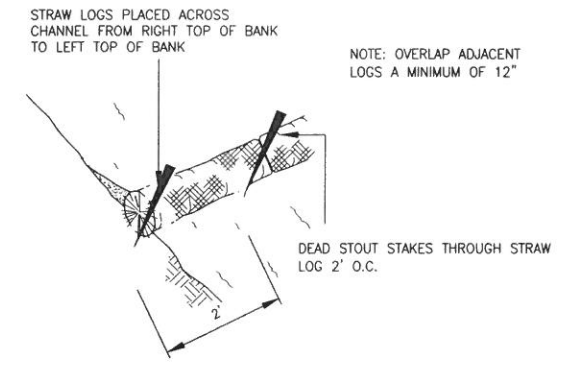 STRAW LOGS PLACED ACROSS
CHANNEL FROM RIGHT TOP OF BANK
TO LEFT TOP OF BANK
NOTE: OVERLAP ADJACENT
LOGS A MINIMUM OF 12"
DEAD STOUT STAKES THROUGH STRAW
LOG 2' O.C.
2'